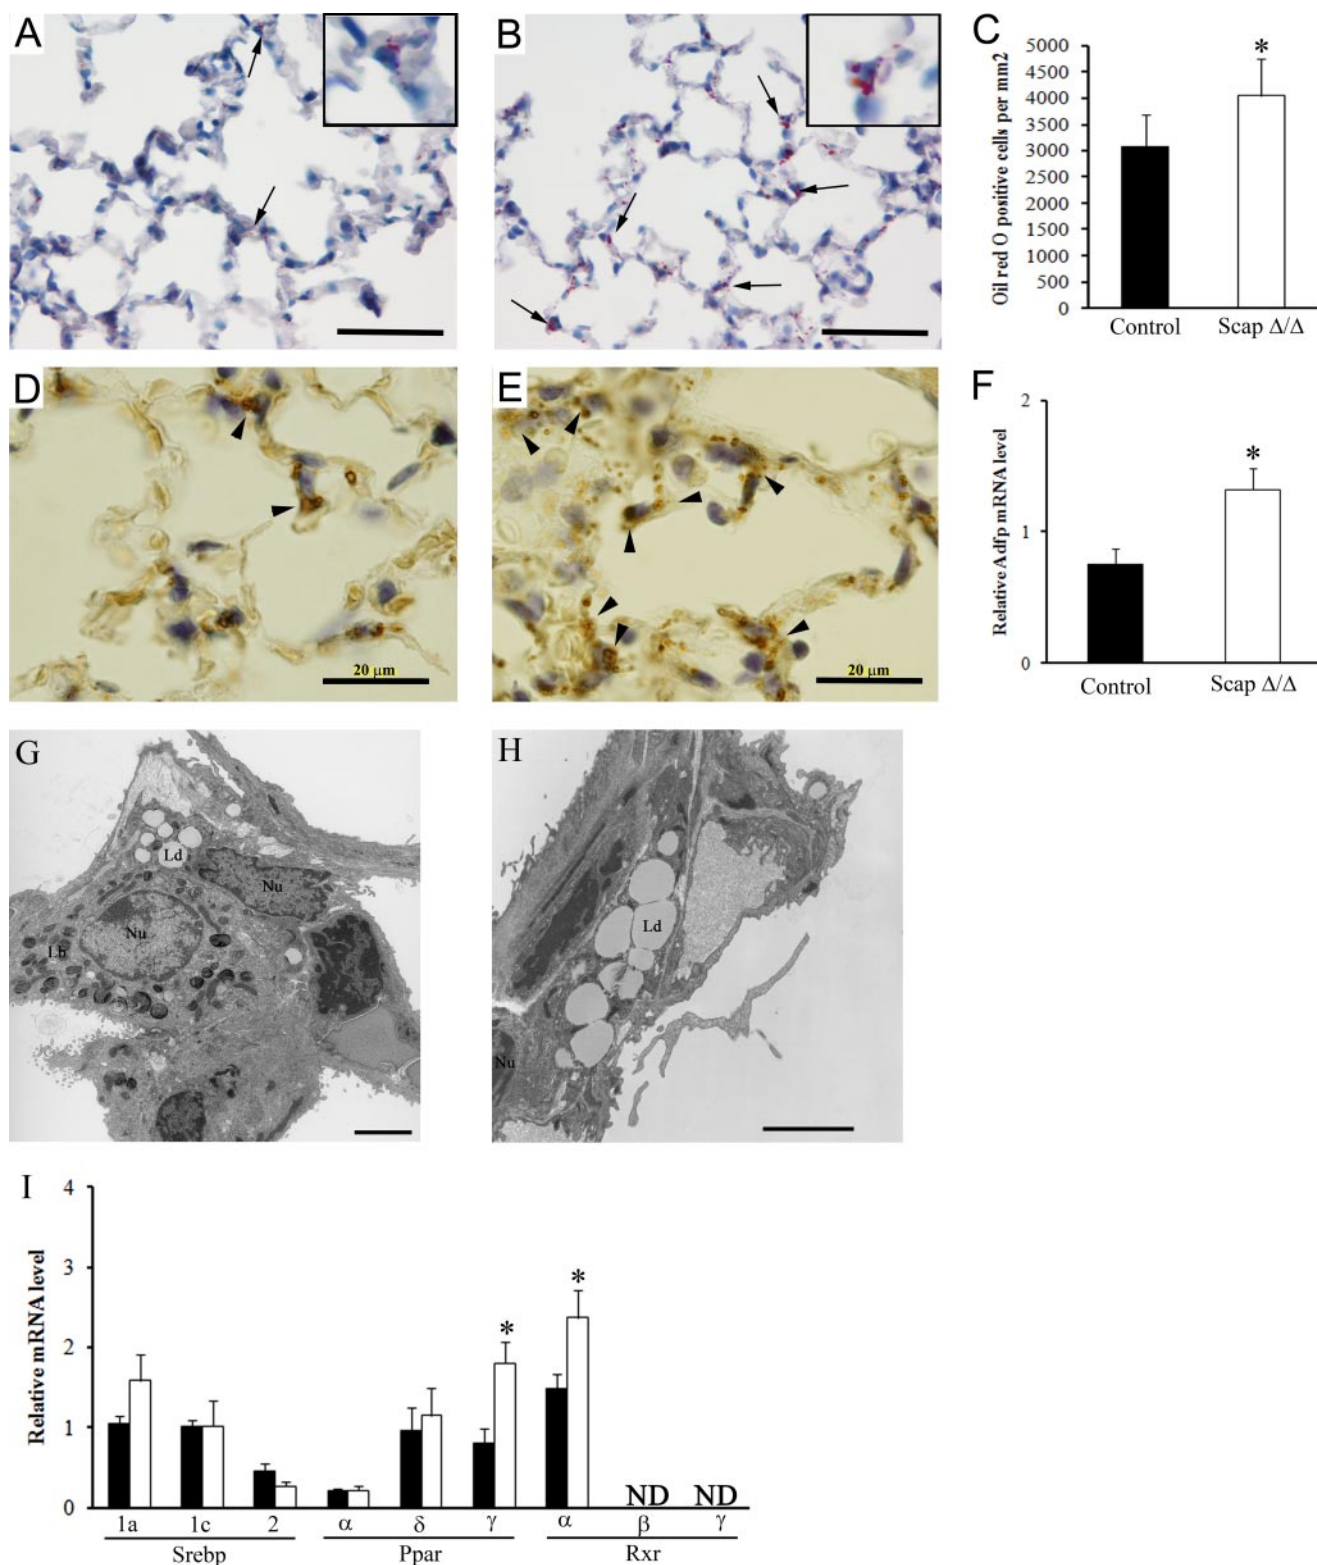 A
B
C
Oil red O positive cells per mm2
5000
4500
4000
3500
3000
2500
2000
1500
1000
500
0
*
Control
Scap Δ/Δ
D
20 μm
E
20 μm
F
Relative Adfp mRNA level
2
1
0
*
Control
Scap Δ/Δ
G
Ld
Nu
Nu
Lb
H
Ld
Nu
I
Relative mRNA level
4
3
2
1
0
*
*
ND ND
1a 1c 2 α δ γ α β γ
Srebp Ppar Rxr